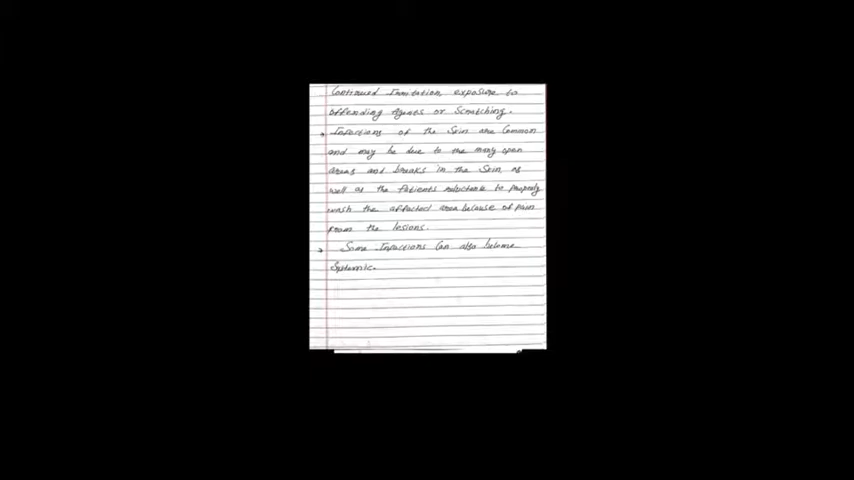 Continued Irritation, exposure to
offending Agents or Scratching.
→ Infections of the Skin are Common
and may be due to the many open
areas and breaks in the Skin as
well as the Patients reluctance to properly
wash the affected area because of pain
from the lesions.
→ Some Infections Can also become
Systemic.